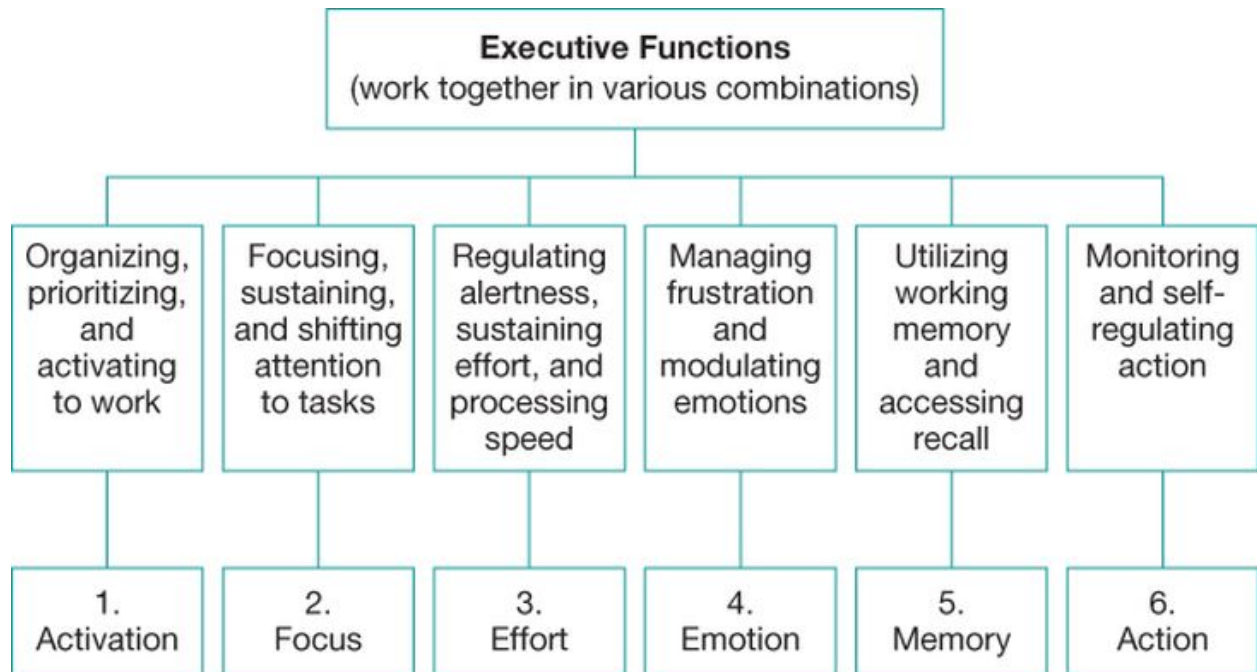 Executive Functions
(work together in various combinations)
Organizing,
prioritizing,
and
activating
to work
Focusing,
sustaining,
and shifting
attention
to tasks
Regulating
alertness,
sustaining
effort, and
processing
speed
Managing
frustration
and
modulating
emotions
Utilizing
working
memory
and
accessing
recall
Monitoring
and self-
regulating
action
1.
Activation
2.
Focus
3.
Effort
4.
Emotion
5.
Memory
6.
Action